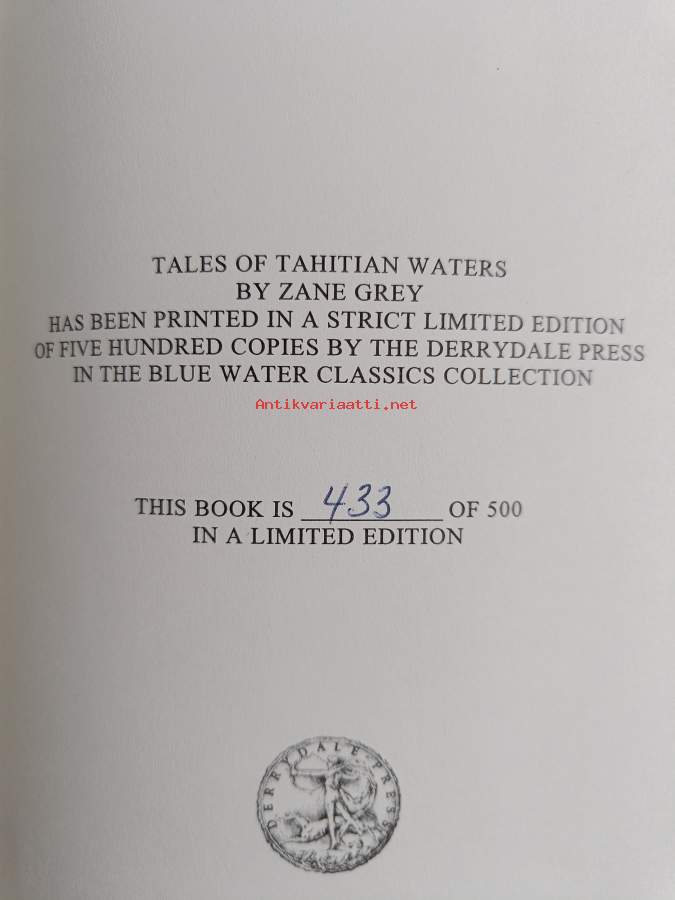 TALES OF TAHITIAN WATERS
BY ZANE GREY
HAS BEEN PRINTED IN A STRICT LIMITED EDITION
OF FIVE HUNDRED COPIES BY THE DERRYDALE PRESS
IN THE BLUE WATER CLASSICS COLLECTION
Antikvariaatti.net
THIS BOOK IS 433 OF 500
IN A LIMITED EDITION
DERRYDALE PRESS